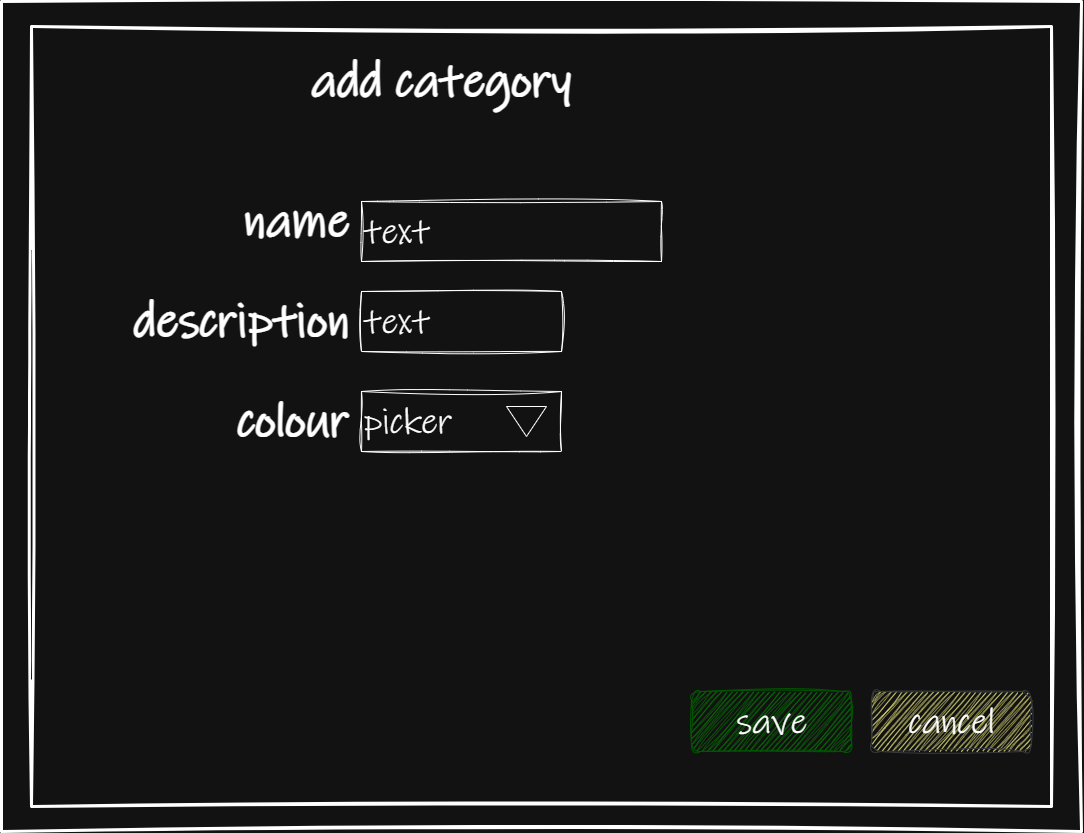 add category
name text
description text
colour picker
save cancel